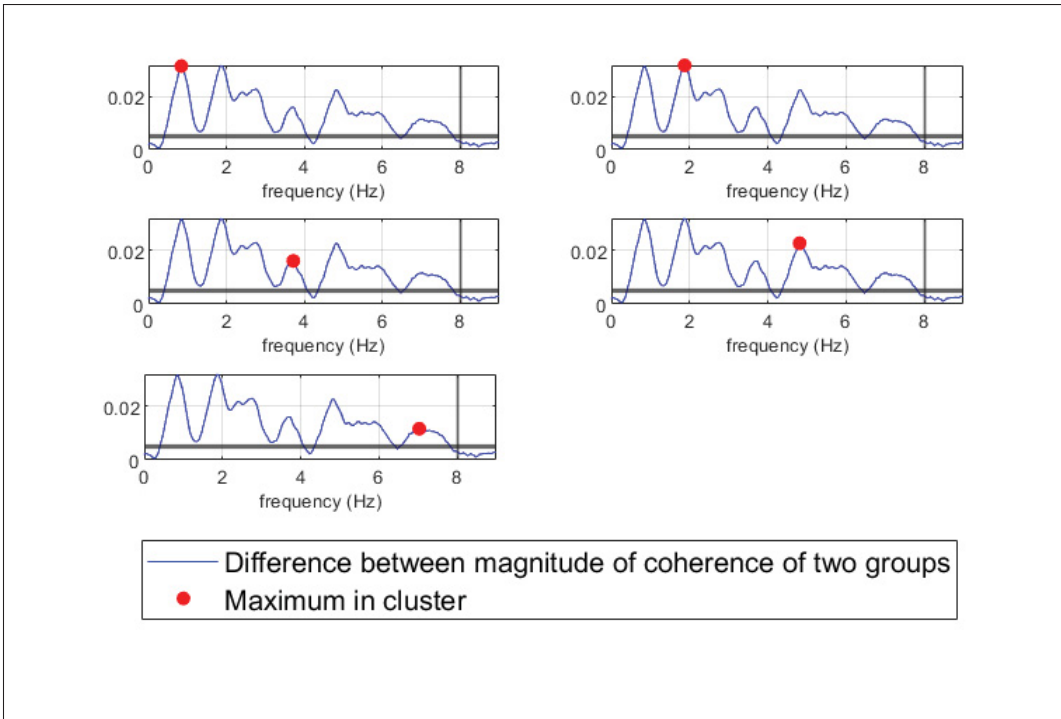 0.02
0
0 2 4 6 8
frequency (Hz)
0.02
0
0 2 4 6 8
frequency (Hz)
0.02
0
0 2 4 6 8
frequency (Hz)
0.02
0
0 2 4 6 8
frequency (Hz)
0.02
0
0 2 4 6 8
frequency (Hz)
Difference between magnitude of coherence of two groups
Maximum in cluster